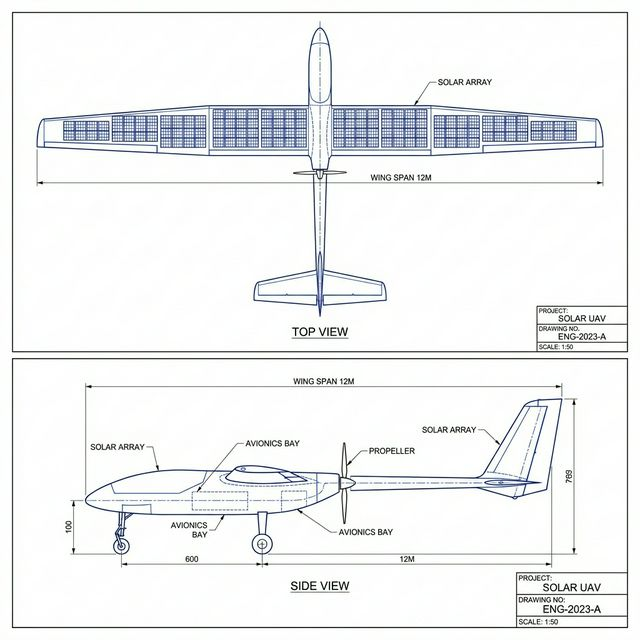 SOLAR ARRAY
WING SPAN 12M
TOP VIEW
PROJECT:
SOLAR UAV
DRAWING NO.
ENG-2023-A
SCALE: 1:50
WING SPAN 12M
SOLAR ARRAY
AVIONICS BAY
PROPELLER
SOLAR ARRAY
769
100
AVIONICS
BAY
AVIONICS BAY
600
12M
SIDE VIEW
PROJECT:
SOLAR UAV
DRAWING NO:
ENG-2023-A
SCALE: 1:50